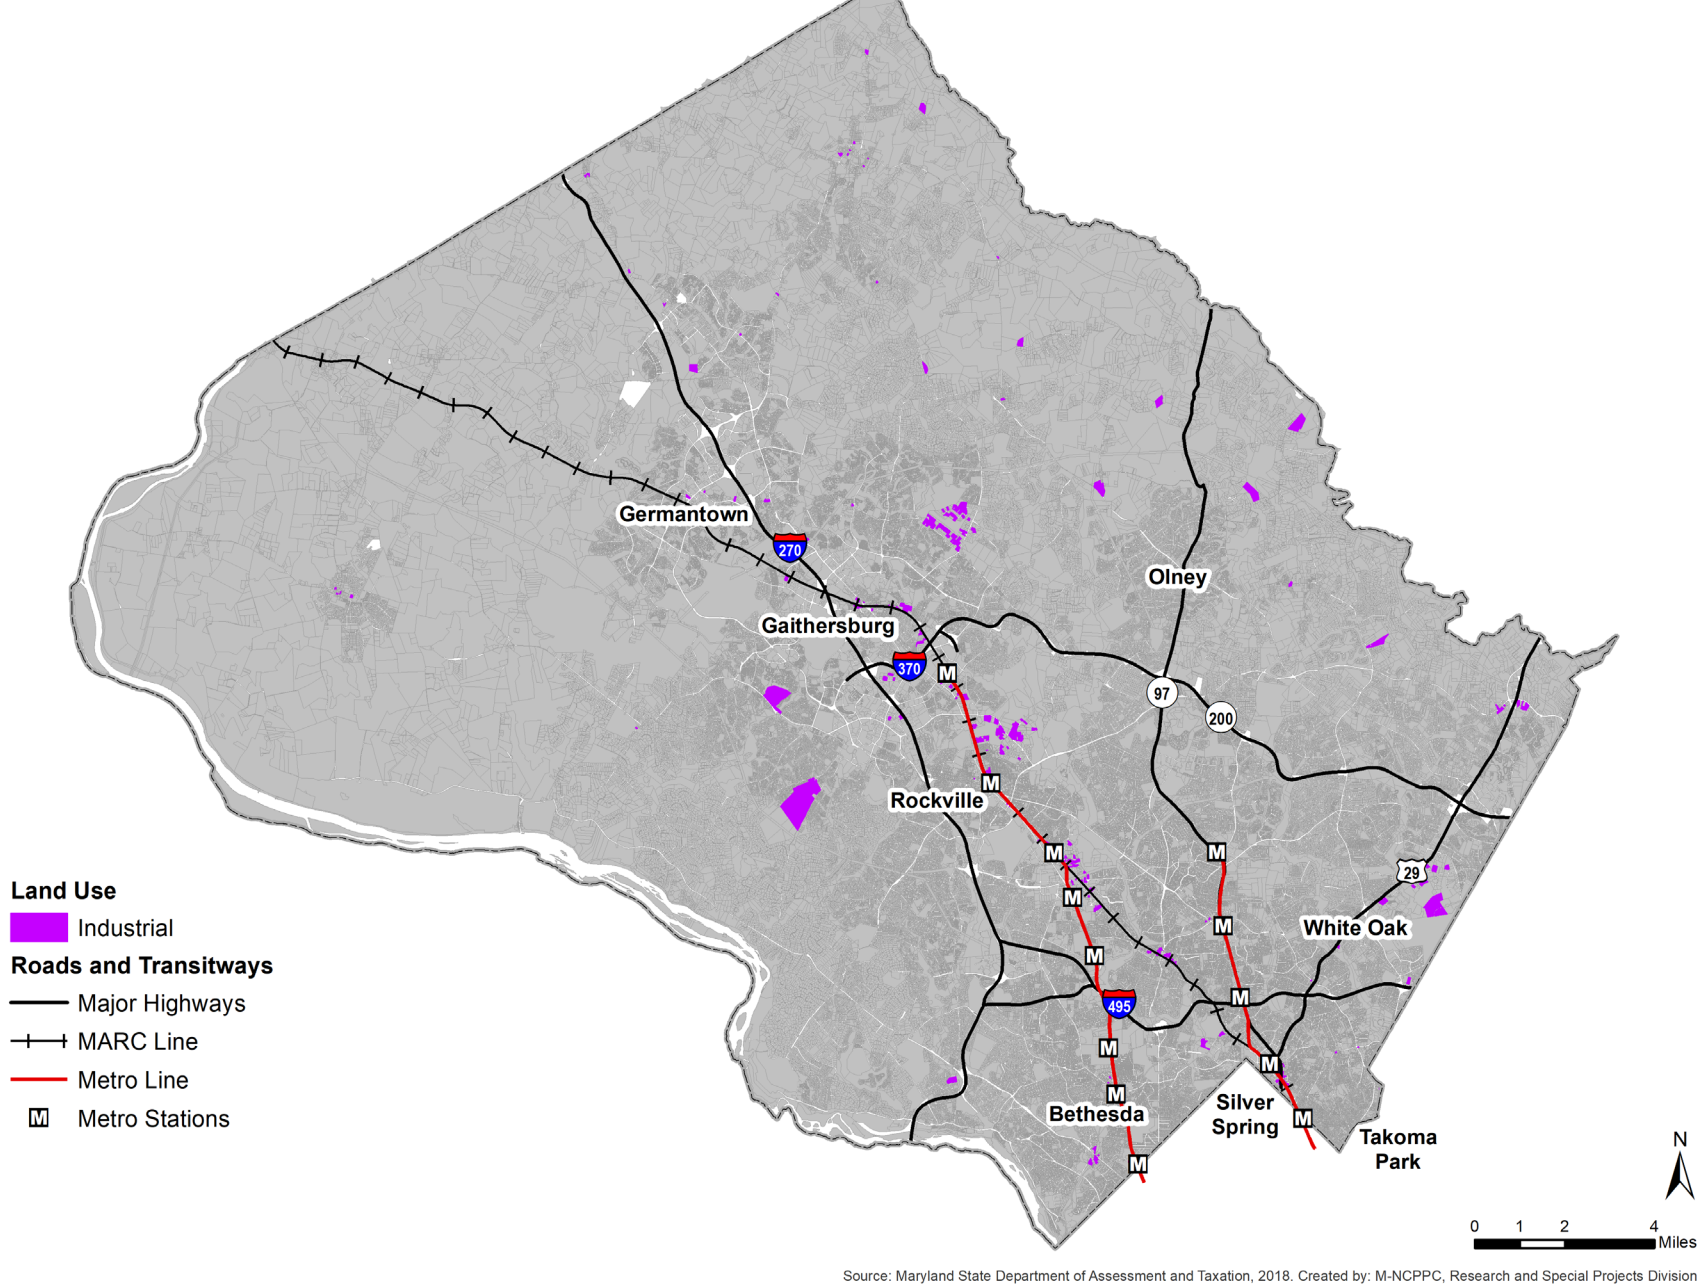 Germantown
270
Olney
Gaithersburg
370
M
97
200
M
Rockville
M
M
29
M
M
White Oak
M
M
495
M
M
M
Silver
Spring
Bethesda
M
Takoma
Park
M
Land Use
Industrial
Roads and Transitways
Major Highways
MARC Line
Metro Line
M Metro Stations
N
0 1 2 4
Miles
Source: Maryland State Department of Assessment and Taxation, 2018. Created by: M-NCPPC, Research and Special Projects Division